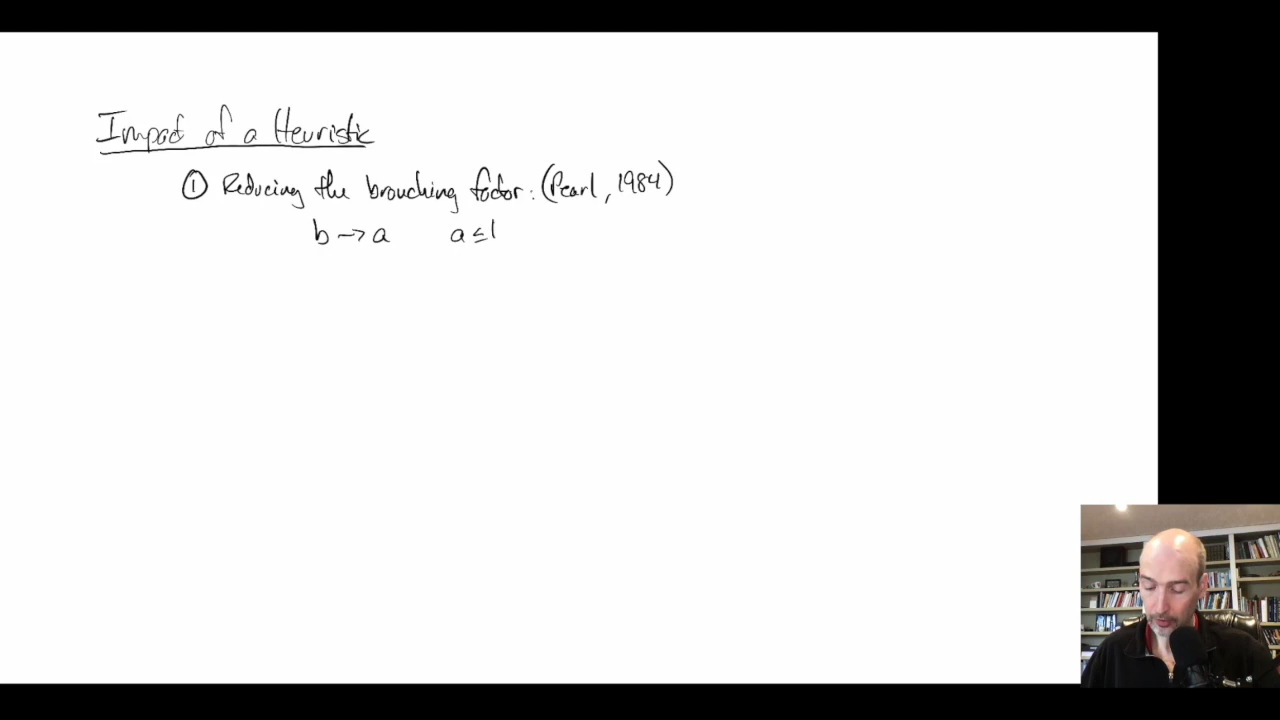 Impact of a Heuristic
① Reducing the branching factor: (Pearl, 1984)
b → a a ≤ 1